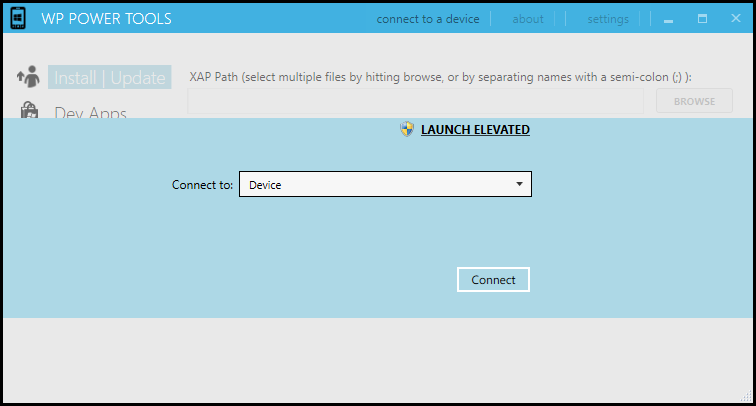 WP POWER TOOLS connect to a device about settings
Install | Update XAP Path (select multiple files by hitting browse, or by separating names with a semi-colon (;) ):
BROWSE
Dev Apps
LAUNCH ELEVATED
Connect to: Device
Connect